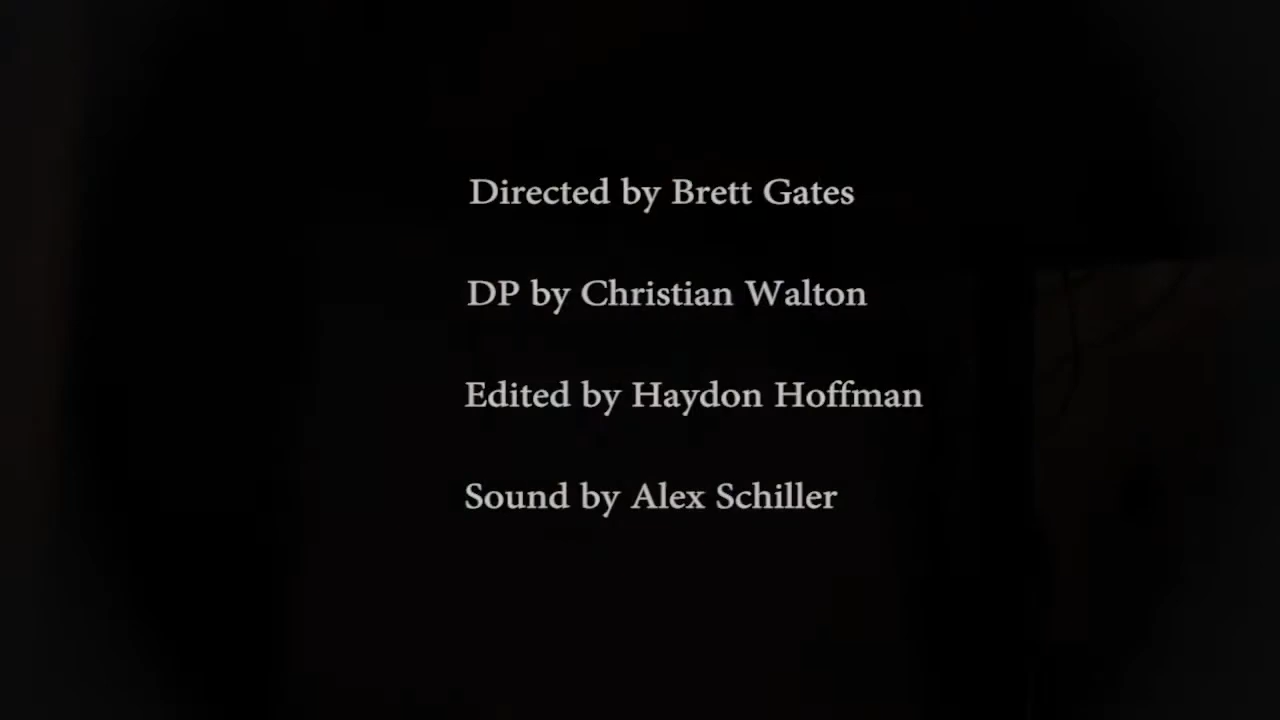 Directed by Brett Gates
DP by Christian Walton
Edited by Haydon Hoffman
Sound by Alex Schiller